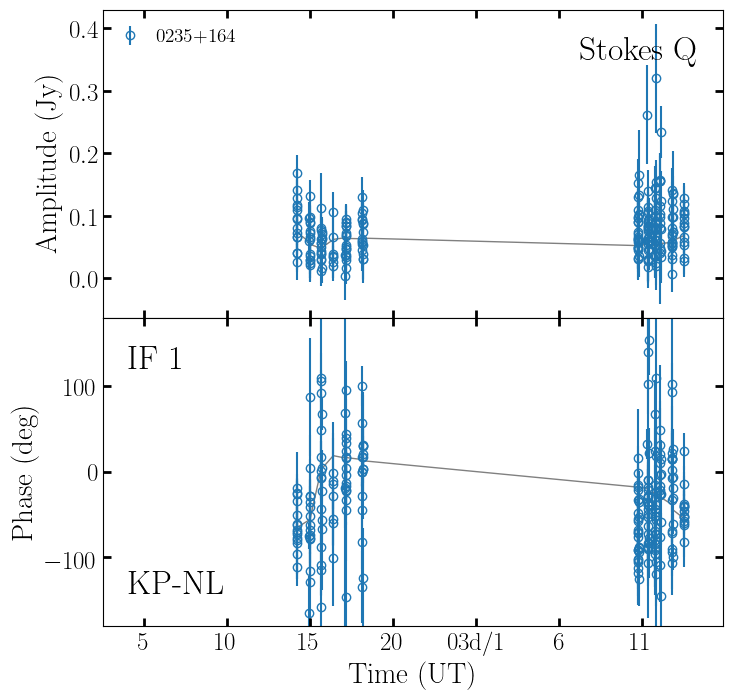 0.4
0235+164
Stokes Q
0.3
0.2
0.1
0.0
Amplitude (Jy)
IF 1
100
0
−100
Phase (deg)
KP-NL
5 10 15 20 03d/1 6 11
Time (UT)